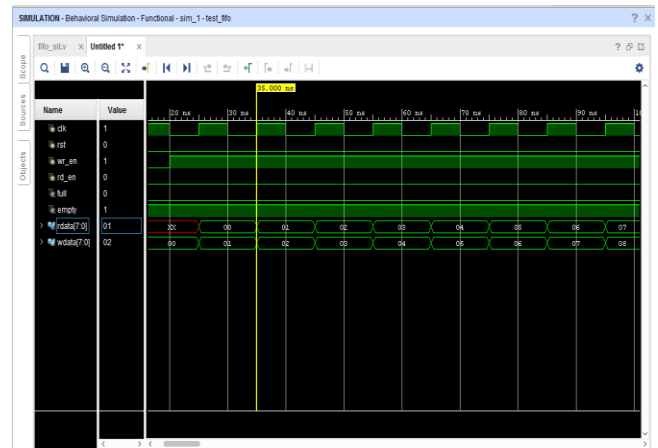 SIMULATION - Behavioral Simulation - Functional - sim_1 - test_fifo ? ×
fifo_sit.v × Untitled 1* × ?
Scope
Sources
Objects
35.000 ns
Name Value
20 ns 30 ns 40 ns 50 ns 60 ns 70 ns 80 ns 90 ns
clk 1
rst 0
wr_en 1
rd_en 0
full 0
empty 1
rdata[7:0] 01 XX 00 01 02 03 04 05 06 07
wdata[7:0] 02 00 01 02 03 04 05 06 07 08